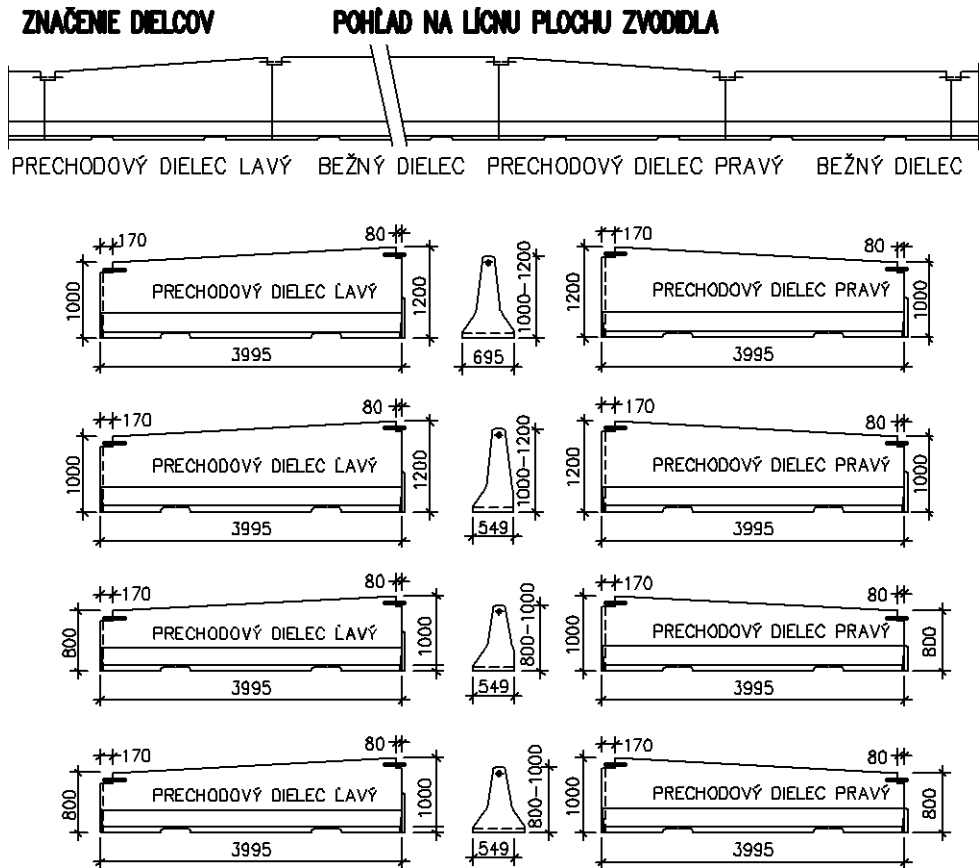 ZNAČENIE DIELCOV POHĽAD NA LÍCNU PLOCHU ZVODIDLA
PRECHODOVÝ DIELEC LAVÝ BEŽNÝ DIELEC PRECHODOVÝ DIELEC PRAVÝ BEŽNÝ DIELEC
170 80 170 80
1000 PRECHODOVÝ DIELEC ĽAVÝ 1200 1000-1200 1200 PRECHODOVÝ DIELEC PRAVÝ 1000
3995 695 3995
170 80 170 80
1000 PRECHODOVÝ DIELEC ĽAVÝ 1200 1000-1200 1200 PRECHODOVÝ DIELEC PRAVÝ 1000
3995 549 3995
170 80 170 80
800 PRECHODOVÝ DIELEC ĽAVÝ 1000 800-1000 1000 PRECHODOVÝ DIELEC PRAVÝ 800
3995 549 3995
170 80 170 80
800 PRECHODOVÝ DIELEC ĽAVÝ 1000 800-1000 1000 PRECHODOVÝ DIELEC PRAVÝ 800
3995 549 3995